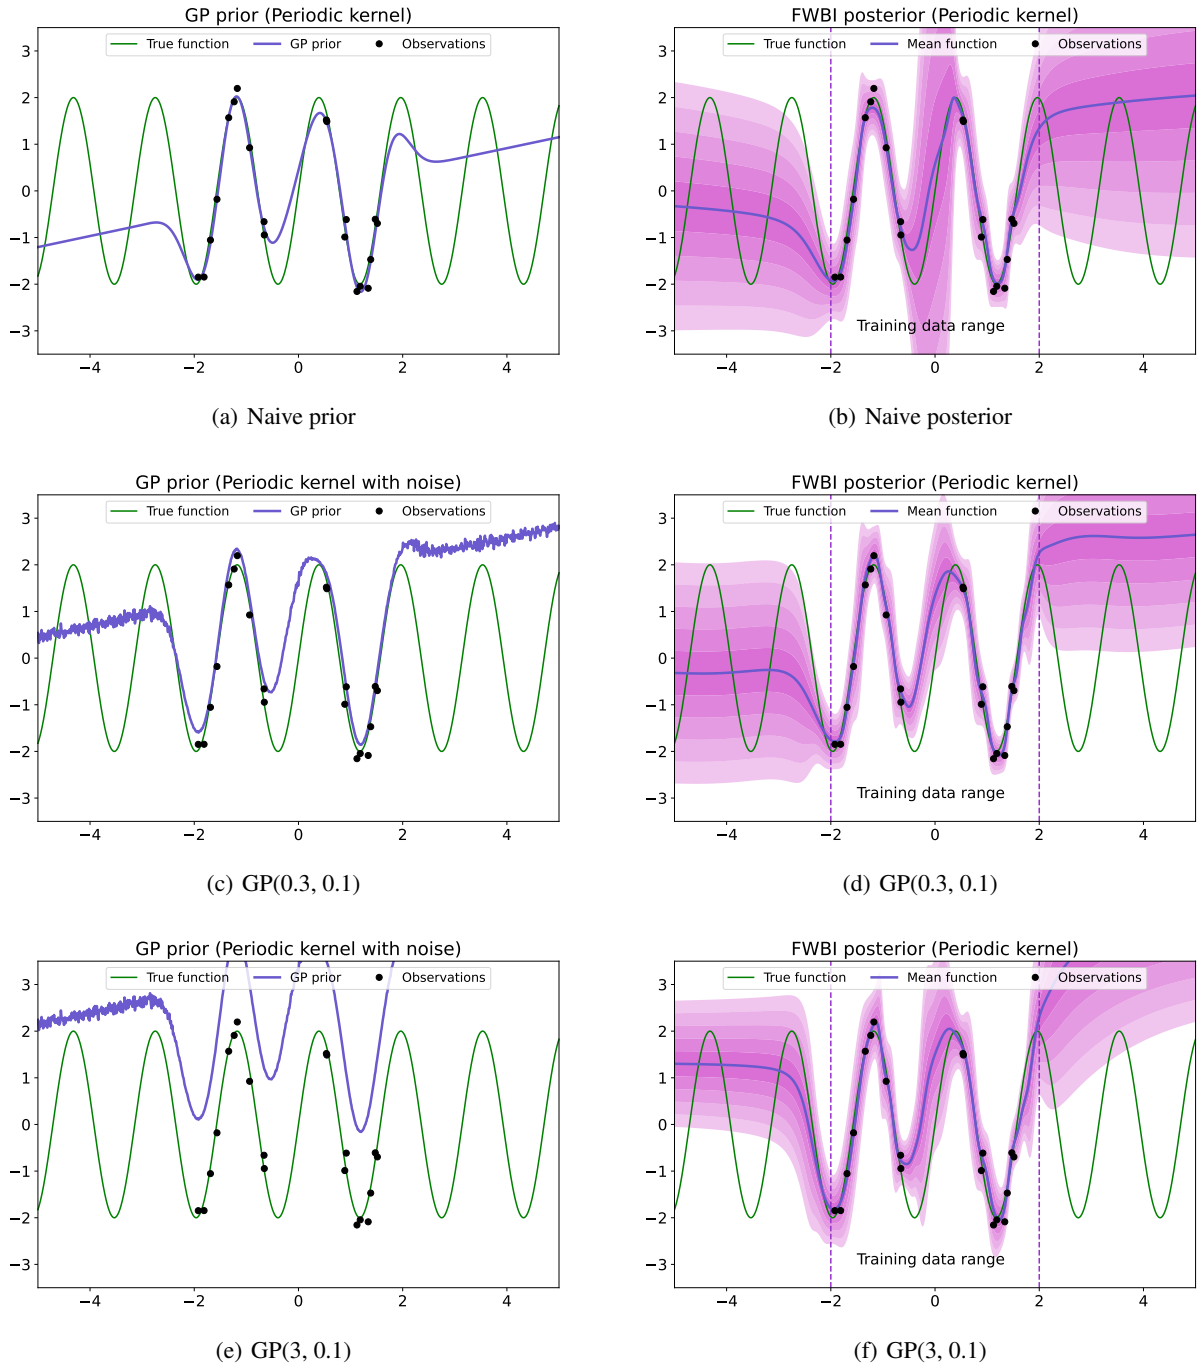 GP prior (Periodic kernel)
True function GP prior Observations
3
2
1
0
−1
−2
−3
−4 −2 0 2 4
(a) Naive prior
FWBI posterior (Periodic kernel)
True function Mean function Observations
3
2
1
0
−1
−2
−3
Training data range
−4 −2 0 2 4
(b) Naive posterior
GP prior (Periodic kernel with noise)
True function GP prior Observations
3
2
1
0
−1
−2
−3
−4 −2 0 2 4
(c) GP(0.3, 0.1)
FWBI posterior (Periodic kernel)
True function Mean function Observations
3
2
1
0
−1
−2
−3
Training data range
−4 −2 0 2 4
(d) GP(0.3, 0.1)
GP prior (Periodic kernel with noise)
True function GP prior Observations
3
2
1
0
−1
−2
−3
−4 −2 0 2 4
(e) GP(3, 0.1)
FWBI posterior (Periodic kernel)
True function Mean function Observations
3
2
1
0
−1
−2
−3
Training data range
−4 −2 0 2 4
(f) GP(3, 0.1)